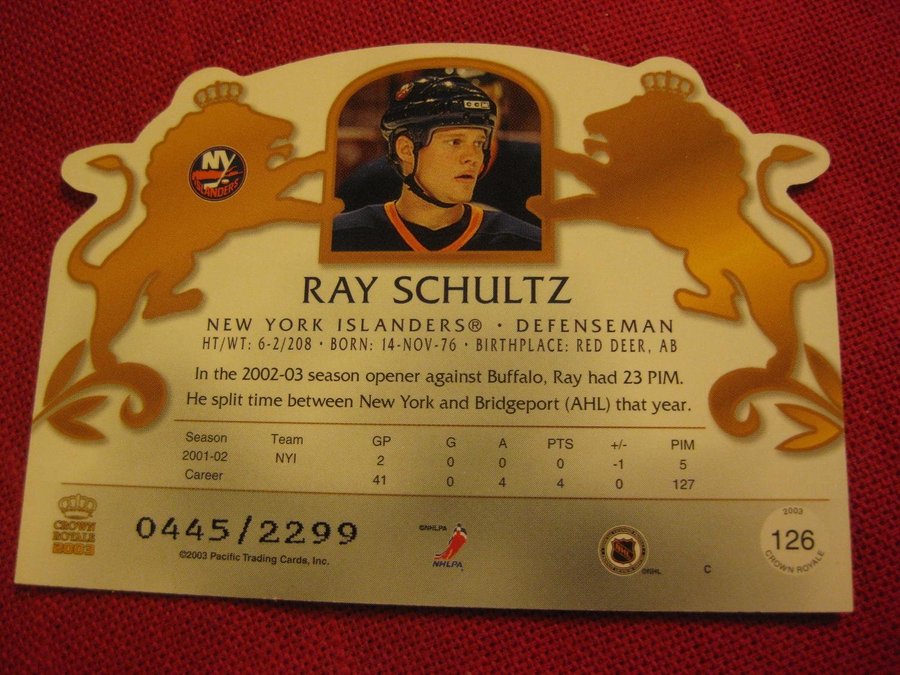 CCM
NY
ISLANDERS
RAY SCHULTZ
NEW YORK ISLANDERS® • DEFENSEMAN
HT/WT: 6-2/208 • BORN: 14-NOV-76 • BIRTHPLACE: RED DEER, AB
In the 2002-03 season opener against Buffalo, Ray had 23 PIM.
He split time between New York and Bridgeport (AHL) that year.
Season Team GP G A PTS +/- PIM
2001-02 NYI 2 0 0 0 -1 5
Career 41 0 4 4 0 127
CROWN
ROYALE
2003
0445/2299
©2003 Pacific Trading Cards, Inc.
©NHLPA
NHLPA
NHL
©NHL
C
2003
126
CROWN ROYALE